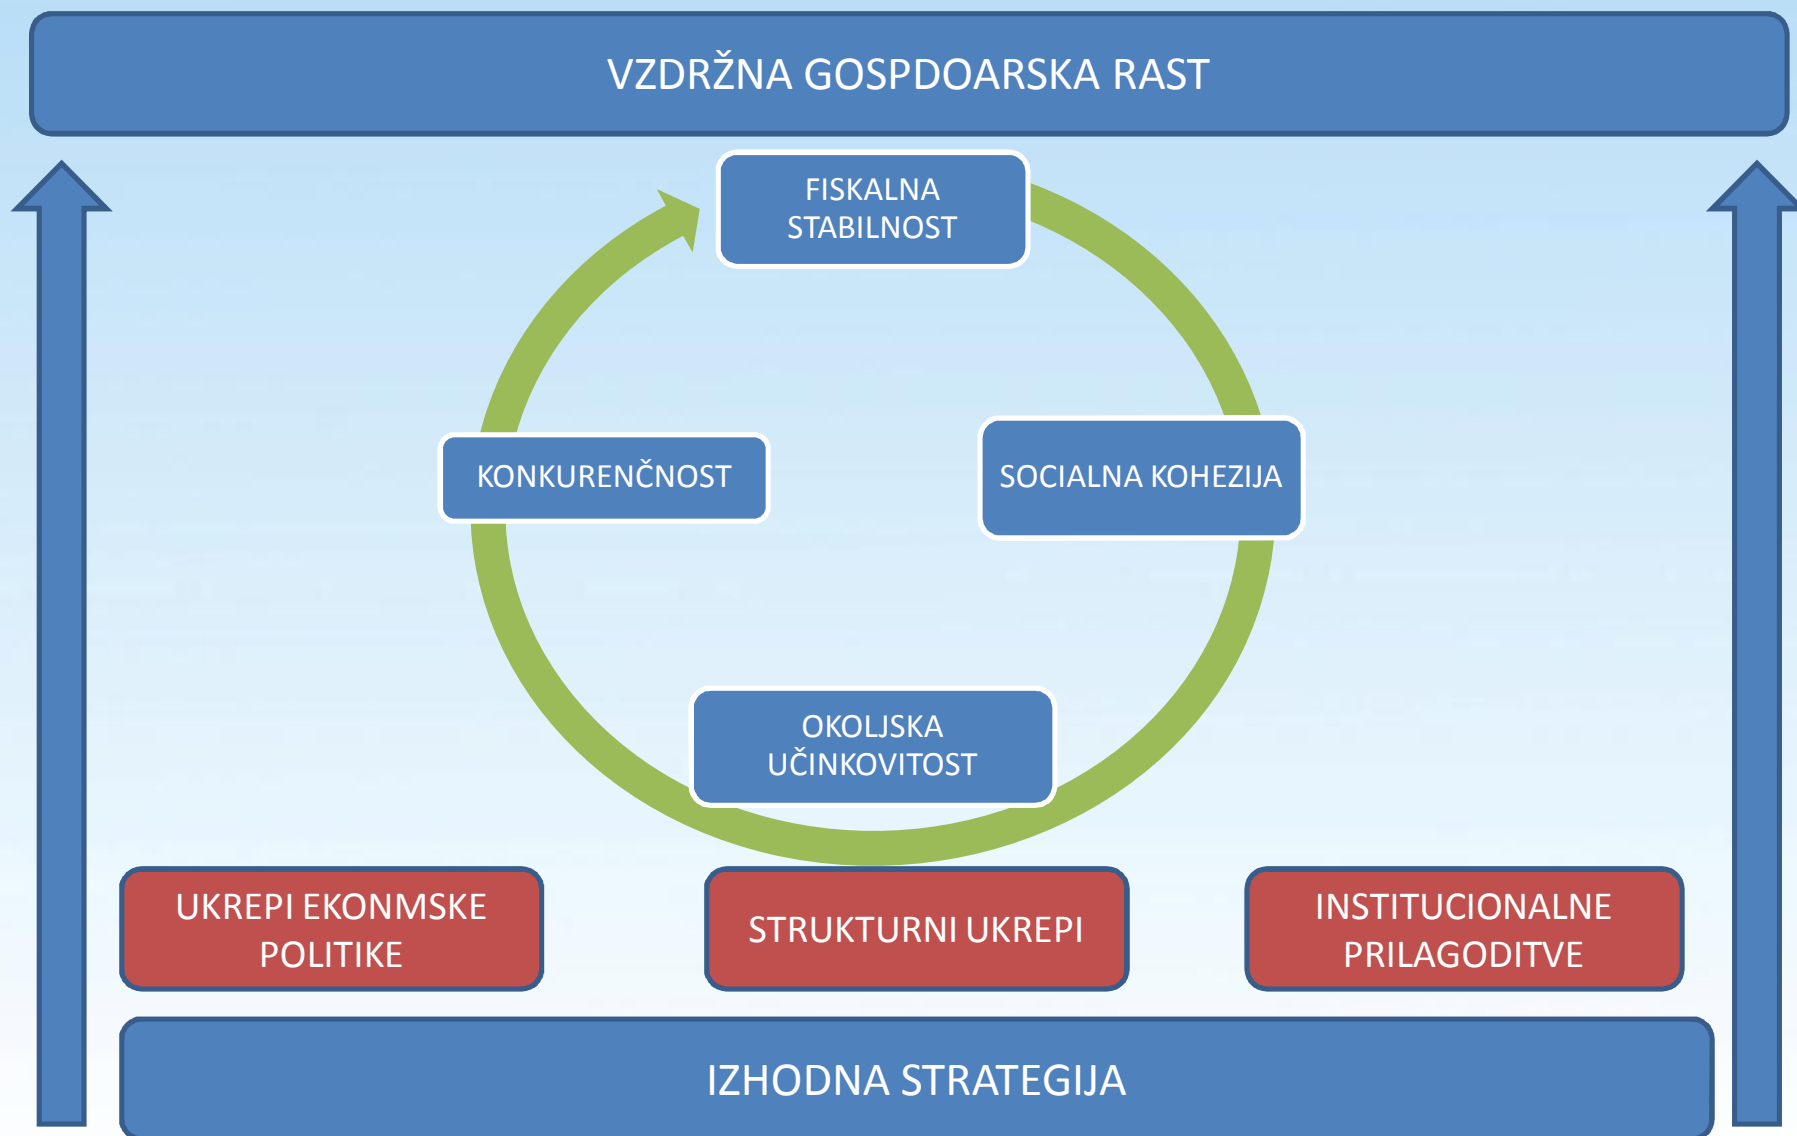 VZDRŽNA GOSPDOARSKA RAST
FISKALNA
STABILNOST
KONKURENČNOST
SOCIALNA KOHEZIJA
OKOLJSKA
UČINKOVITOST
UKREPI EKONMSKE
POLITIKE
STRUKTURNI UKREPI
INSTITUCIONALNE
PRILAGODITVE
IZHODNA STRATEGIJA